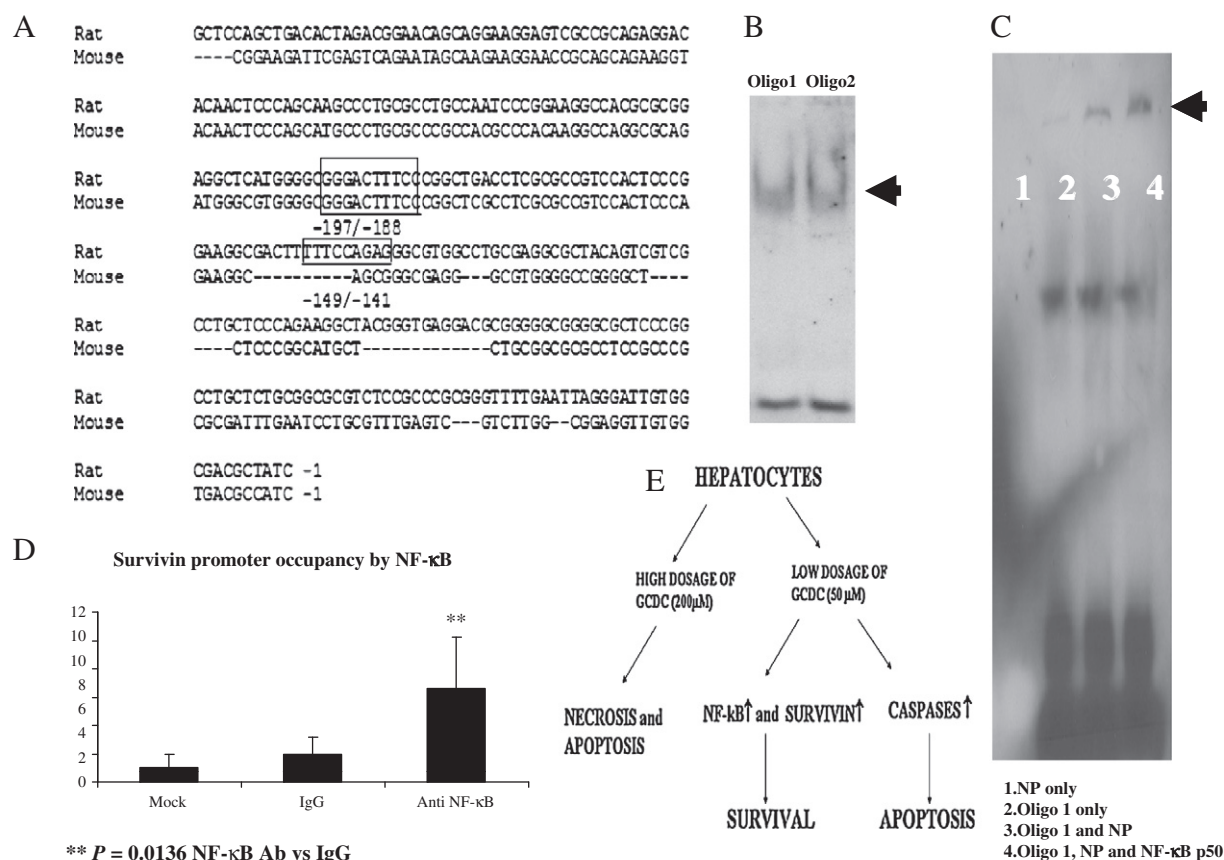 A
Rat GCTCCAGCTGACACTAGACGGAACAGCAGGAAGGAGTCGCCGCAGAGGAC
Mouse ----CGGAAGATTCGAGTCAGAATAGCAAGAAGGAACCGCAGCAGAAGGT
Rat ACAACTCCCAGCAAGCCCTGCGCCTGCCAATCCCGGAAGGCCACGCGCGG
Mouse ACAACTCCCAGCATGCCCTGCGCCCGCCACGCCCACAAGGCCAGGCGCAG
Rat AGGCTCATGGGGCGGGACTTTCCCGGCTGACCTCGCGCCGTCCACTCCCG
Mouse ATGGGCGTGGGGCGGGACTTTCCCGGCTCGCCTCGCGCCGTCCACTCCCA
-197/-188
Rat GAAGGCGACTTTTTCCAGAGGGCGTGGCCTGCGAGGCGCTACAGTCGTCG
Mouse GAAGGC----------AGCGGGCGAGG---GCGTGGGGCCGGGGCT-----
-149/-141
Rat CCTGCTCCCAGAAGGCTACGGGTGAGGACGCGGGGGCGGGGCGCTCCCGG
Mouse ----CTCCCGGCATGCT-------------CTGCGGCGCGCCTCCGCCCG
Rat CCTGCTCTGCGGCGCGTCTCCGCCCGCGGGTTTTGAATTAGGGATTGTGG
Mouse CGCGATTTGAATCCTGCGTTTGAGTC---GTCTTGG--CGGAGGTTGTGG
Rat CGACGCTATC -1
Mouse TGACGCCATC -1
B
Oligo1 Oligo2
C
1 2 3 4
1.NP only
2.Oligo 1 only
3.Oligo 1 and NP
4.Oligo 1, NP and NF-κB p50
D
Survivin promoter occupancy by NF-κB
12
10
8
6
4
2
0
**
Mock IgG Anti NF-κB
** P = 0.0136 NF-κB Ab vs IgG
E
HEPATOCYTES
HIGH DOSAGE OF
GCDC (200µM)
LOW DOSAGE OF
GCDC (50 µM)
NECROSIS and
APOPTOSIS
NF-kB↑ and SURVIVIN↑
CASPASES↑
SURVIVAL
APOPTOSIS